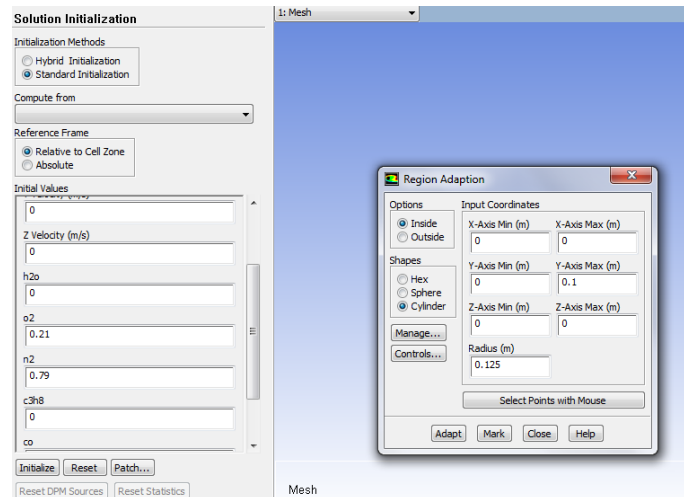 Solution Initialization
Initialization Methods
Hybrid Initialization
Standard Initialization
Compute from
Reference Frame
Relative to Cell Zone
Absolute
Initial Values
0
Z Velocity (m/s)
0
h2o
0
o2
0.21
n2
0.79
c3h8
0
co
Initialize Reset Patch...
Reset DPM Sources Reset Statistics
1: Mesh
Region Adaption
Options
Inside
Outside
Shapes
Hex
Sphere
Cylinder
Manage...
Controls...
Input Coordinates
X-Axis Min (m) X-Axis Max (m)
0 0
Y-Axis Min (m) Y-Axis Max (m)
0 0.1
Z-Axis Min (m) Z-Axis Max (m)
0 0
Radius (m)
0.125
Select Points with Mouse
Adapt Mark Close Help
Mesh